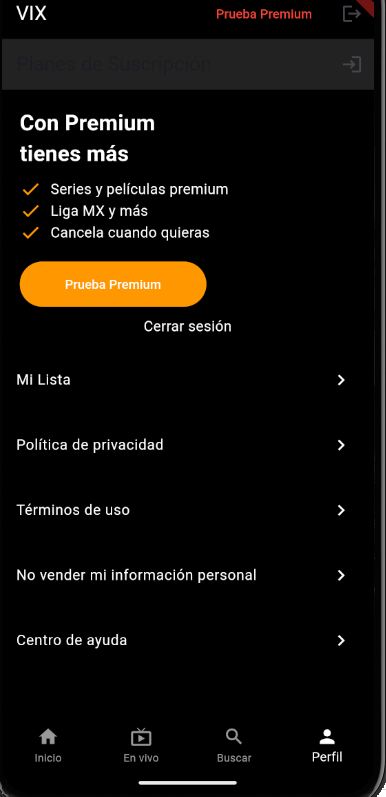 VIX
Prueba Premium
Planes de Suscripción
Con Premium
tienes más
Series y películas premium
Liga MX y más
Cancela cuando quieras
Prueba Premium
Cerrar sesión
Mi Lista
Política de privacidad
Términos de uso
No vender mi información personal
Centro de ayuda
Inicio
En vivo
Buscar
Perfil